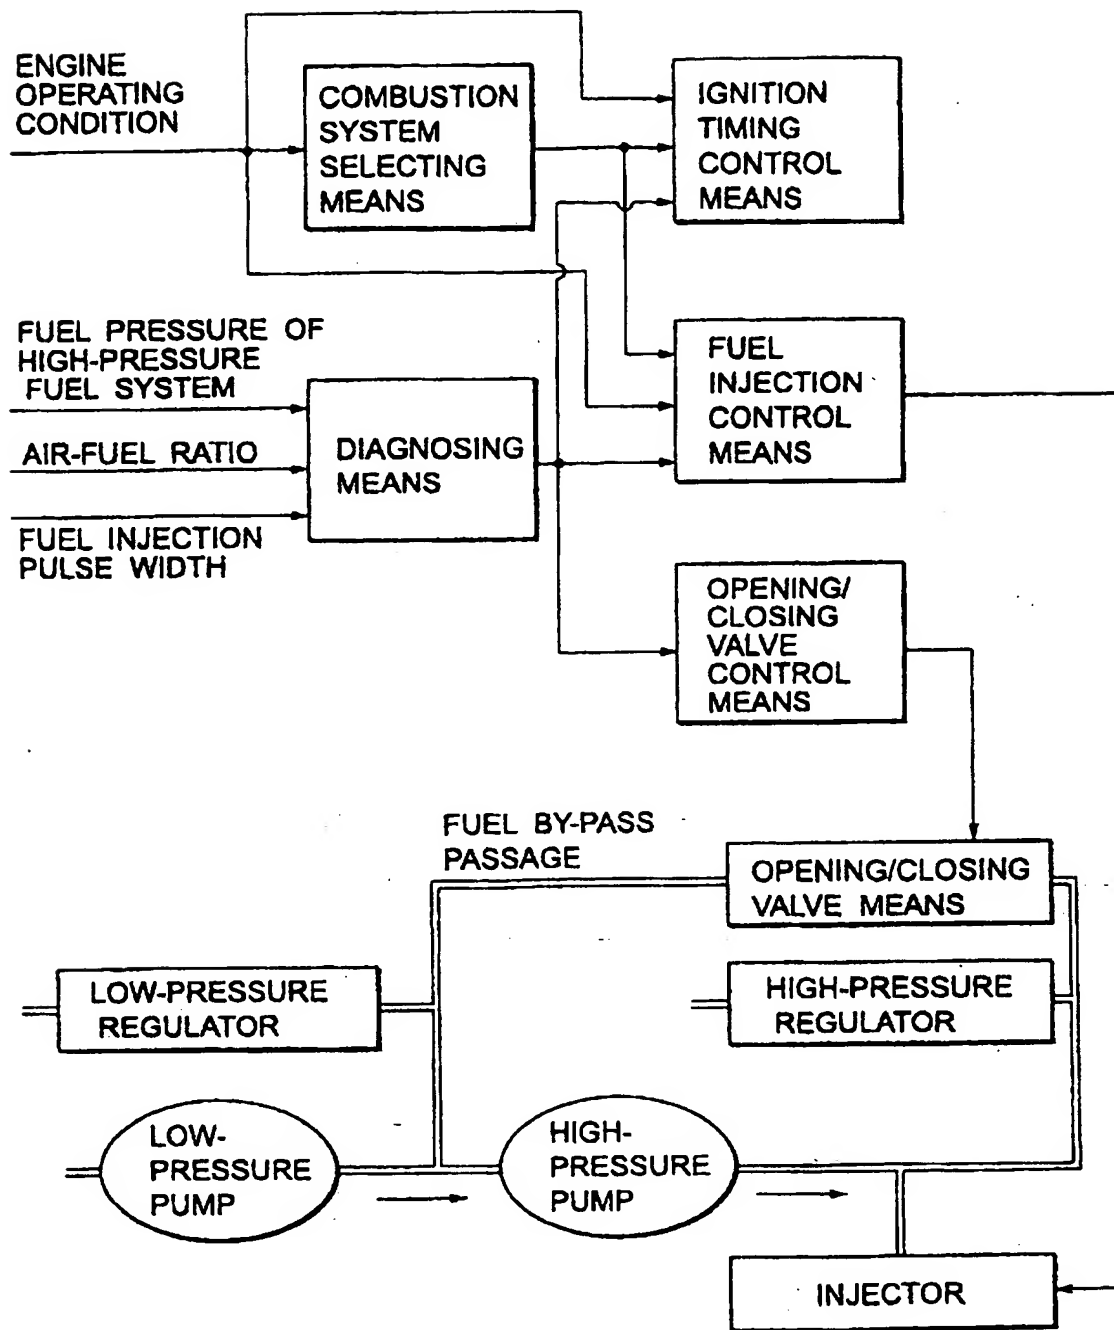 ENGINE
OPERATING
CONDITION
COMBUSTION
SYSTEM
SELECTING
MEANS
IGNITION
TIMING
CONTROL
MEANS
FUEL PRESSURE OF
HIGH-PRESSURE
FUEL SYSTEM
AIR-FUEL RATIO
FUEL INJECTION
PULSE WIDTH
DIAGNOSING
MEANS
FUEL
INJECTION
CONTROL
MEANS
OPENING/
CLOSING
VALVE
CONTROL
MEANS
FUEL BY-PASS
PASSAGE
OPENING/CLOSING
VALVE MEANS
LOW-PRESSURE
REGULATOR
HIGH-PRESSURE
REGULATOR
LOW-
PRESSURE
PUMP
HIGH-
PRESSURE
PUMP
INJECTOR